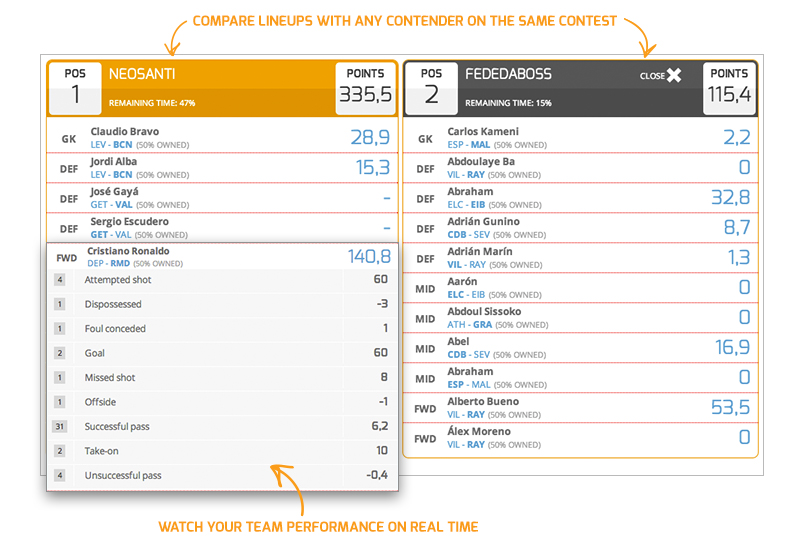 COMPARE LINEUPS WITH ANY CONTENDER ON THE SAME CONTEST
POS
1
NEOSANTI
REMAINING TIME: 47%
POINTS
335,5
GK
Claudio Bravo
LEV - BCN (50% OWNED)
28,9
DEF
Jordi Alba
LEV - BCN (50% OWNED)
15,3
DEF
José Gayá
GET - VAL (50% OWNED)
-
DEF
Sergio Escudero
GET - VAL (50% OWNED)
-
FWD
Cristiano Ronaldo
DEP - RMD (50% OWNED)
140,8
4 Attempted shot 60
1 Dispossessed -3
1 Foul conceded 1
2 Goal 60
1 Missed shot 8
1 Offside -1
31 Successful pass 6,2
2 Take-on 10
4 Unsuccessful pass -0,4
POS
2
FEDEDABOSS
REMAINING TIME: 15%
CLOSE
POINTS
115,4
GK
Carlos Kameni
ESP - MAL (50% OWNED)
2,2
DEF
Abdoulaye Ba
VIL - RAY (50% OWNED)
0
DEF
Abraham
ELC - EIB (50% OWNED)
32,8
DEF
Adrián Gunino
CDB - SEV (50% OWNED)
8,7
DEF
Adrián Marín
VIL - RAY (50% OWNED)
1,3
MID
Aarón
ELC - EIB (50% OWNED)
0
MID
Abdoul Sissoko
ATH - GRA (50% OWNED)
0
MID
Abel
CDB - SEV (50% OWNED)
16,9
MID
Abraham
ESP - MAL (50% OWNED)
0
FWD
Alberto Bueno
VIL - RAY (50% OWNED)
53,5
FWD
Álex Moreno
VIL - RAY (50% OWNED)
0
WATCH YOUR TEAM PERFORMANCE ON REAL TIME